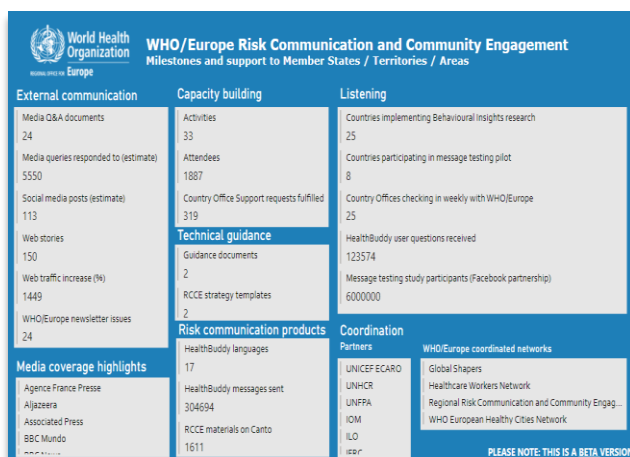 World Health
Organization
REGIONAL OFFICE FOR Europe
WHO/Europe Risk Communication and Community Engagement
Milestones and support to Member States / Territories / Areas
External communication
Media Q&A documents
24
Media queries responded to (estimate)
5550
Social media posts (estimate)
113
Web stories
150
Web traffic increase (%)
1449
WHO/Europe newsletter issues
24
Media coverage highlights
Agence France Presse
Aljazeera
Associated Press
BBC Mundo
Capacity building
Activities
33
Attendees
1887
Country Office Support requests fulfilled
319
Technical guidance
Guidance documents
2
RCCE strategy templates
2
Risk communication products
HealthBuddy languages
17
HealthBuddy messages sent
304694
RCCE materials on Canto
1611
Listening
Countries implementing Behavioural Insights research
25
Countries participating in message testing pilot
8
Country Offices checking in weekly with WHO/Europe
25
HealthBuddy user questions received
123574
Message testing study participants (Facebook partnership)
6000000
Coordination
Partners
UNICEF ECARO
UNHCR
UNFPA
IOM
ILO
IFRC
WHO/Europe coordinated networks
Global Shapers
Healthcare Workers Network
Regional Risk Communication and Community Engag...
WHO European Healthy Cities Network
PLEASE NOTE: THIS IS A BETA VERSION